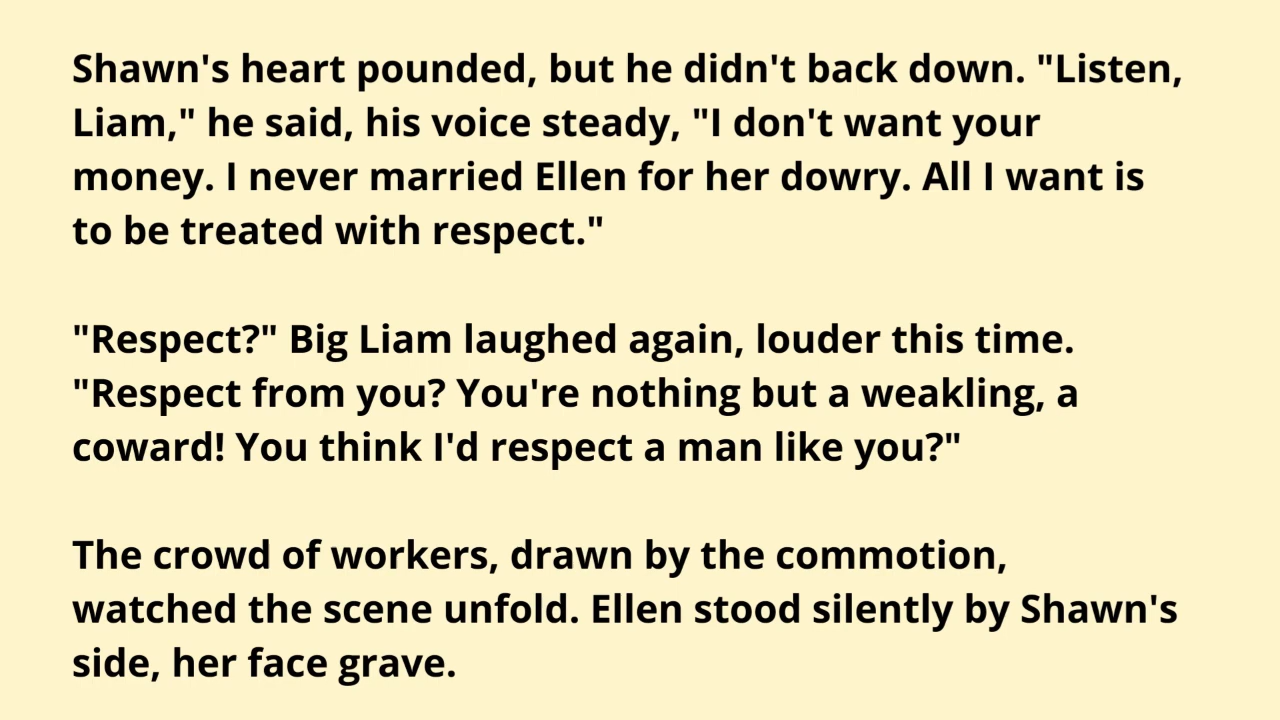 Shawn's heart pounded, but he didn't back down. "Listen,
Liam," he said, his voice steady, "I don't want your
money. I never married Ellen for her dowry. All I want is
to be treated with respect."
"Respect?" Big Liam laughed again, louder this time.
"Respect from you? You're nothing but a weakling, a
coward! You think I'd respect a man like you?"
The crowd of workers, drawn by the commotion,
watched the scene unfold. Ellen stood silently by Shawn's
side, her face grave.